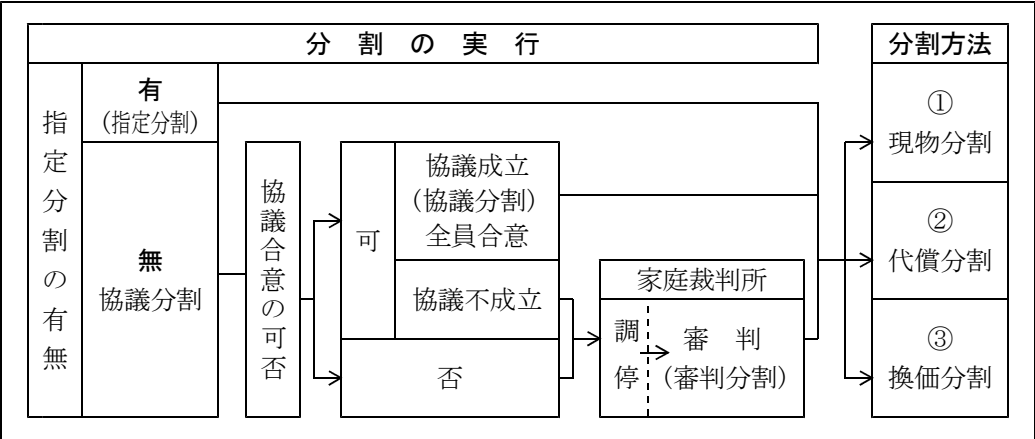 分割の実行
分割方法
指定分割の有無
有
(指定分割)
無
協議分割
協議合意の可否
可
協議成立
(協議分割)
全員合意
協議不成立
否
家庭裁判所
調停
審判
(審判分割)
①
現物分割
②
代償分割
③
換価分割